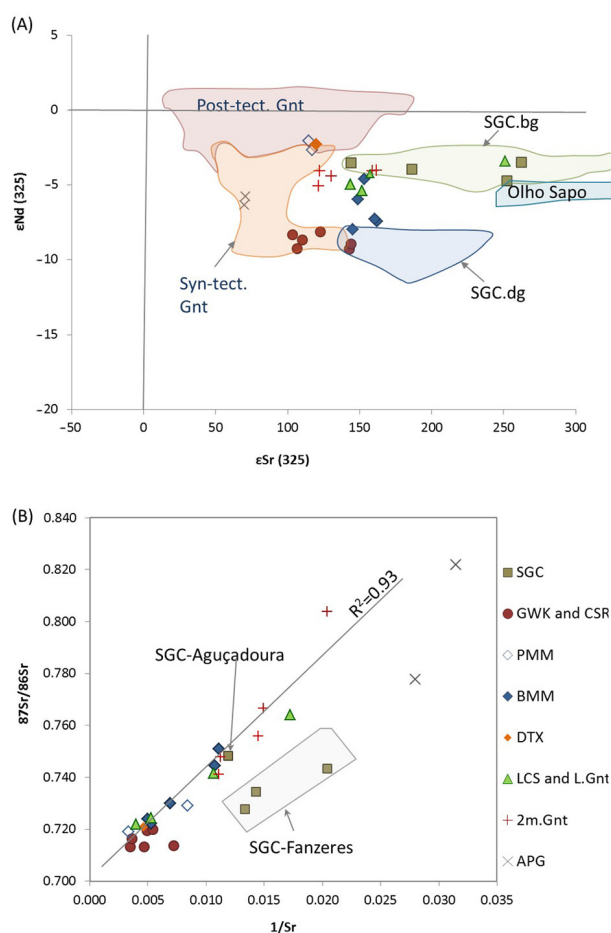 (A)
5
0
−5
−10
−15
−20
εNd (325)
Post-tect. Gnt
SGC.bg
Olho Sapo
Syn-tect.
Gnt
SGC.dg
−50 0 50 100 150 200 250 300
εSr (325)
(B)
0.840
0.820
0.800
0.780
0.760
0.740
0.720
0.700
87Sr/86Sr
R²=0.93
SGC-Aguçadoura
SGC-Fanzeres
0.000 0.005 0.010 0.015 0.020 0.025 0.030 0.035
1/Sr
SGC
GWK and CSR
PMM
BMM
DTX
LCS and L.Gnt
2m.Gnt
APG